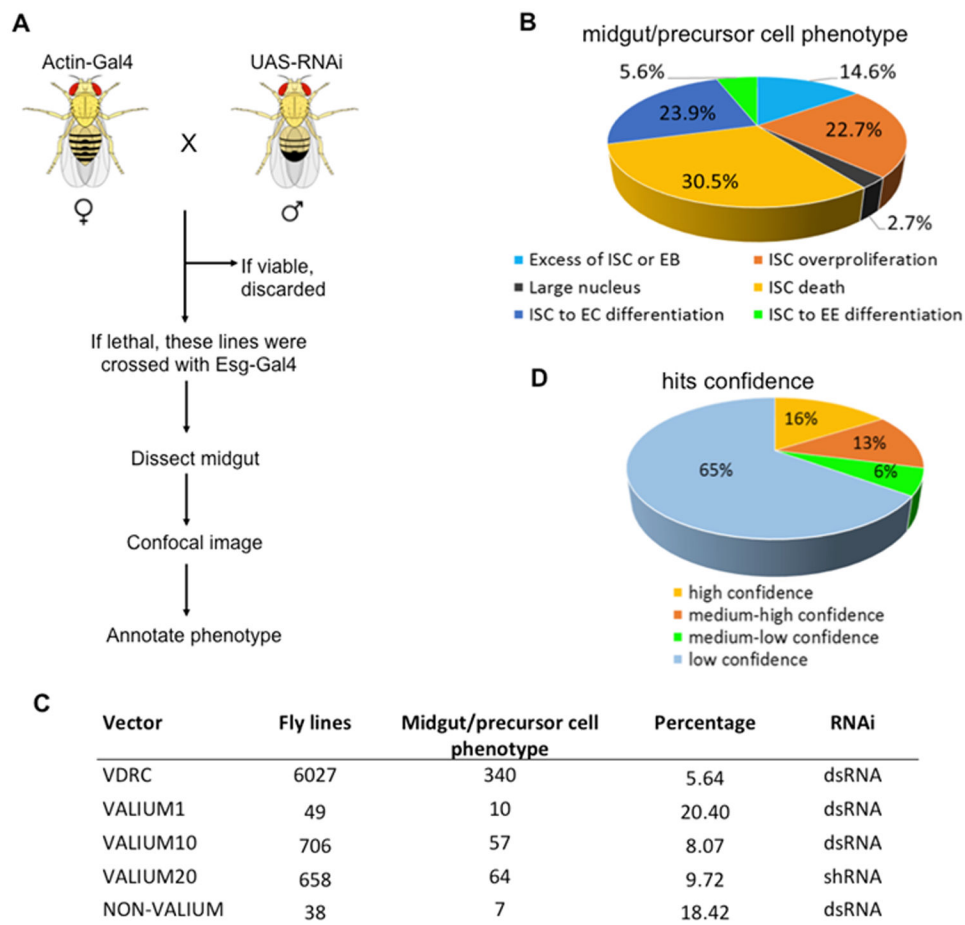 A
Actin-Gal4
UAS-RNAi
X
♀
♂
If viable,
discarded
If lethal, these lines were
crossed with Esg-Gal4
Dissect midgut
Confocal image
Annotate phenotype
B
midgut/precursor cell phenotype
5.6%
14.6%
23.9%
22.7%
30.5%
2.7%
Excess of ISC or EB
ISC overproliferation
Large nucleus
ISC death
ISC to EC differentiation
ISC to EE differentiation
D
hits confidence
16%
13%
65%
6%
high confidence
medium-high confidence
medium-low confidence
low confidence
C
Vector Fly lines Midgut/precursor cell Percentage RNAi
phenotype
VDRC 6027 340 5.64 dsRNA
VALIUM1 49 10 20.40 dsRNA
VALIUM10 706 57 8.07 dsRNA
VALIUM20 658 64 9.72 shRNA
NON-VALIUM 38 7 18.42 dsRNA